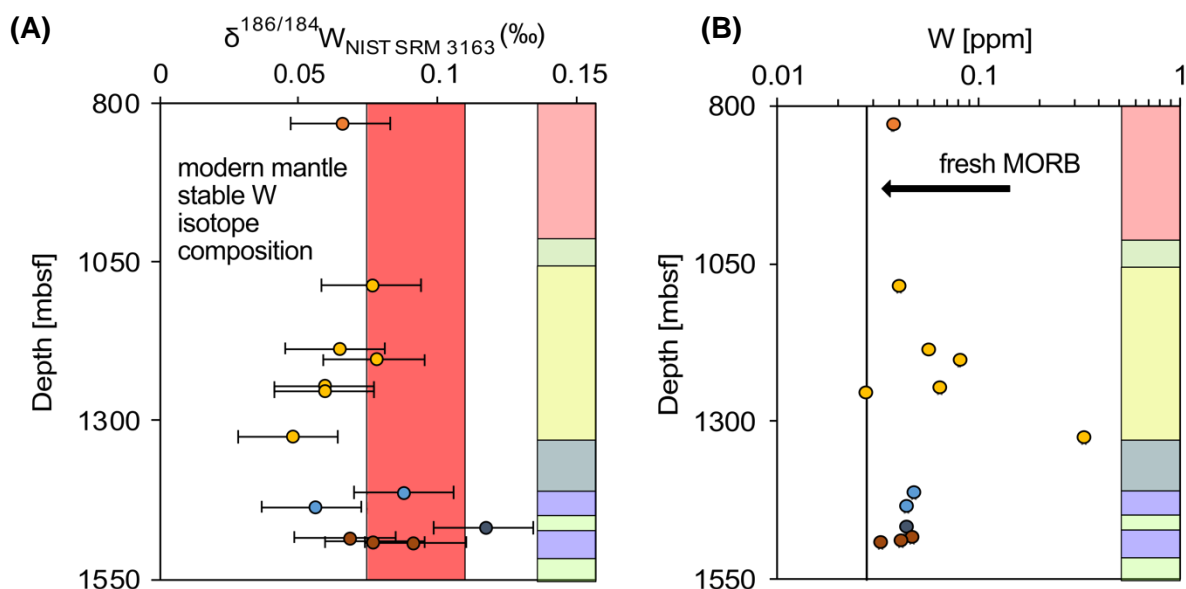 (A)
δ186/184WNIST SRM 3163 (‰)
0 0.05 0.1 0.15
800
1050
1300
1550
Depth [mbsf]
modern mantle
stable W
isotope
composition
(B)
W [ppm]
0.01 0.1 1
800
1050
1300
1550
Depth [mbsf]
fresh MORB